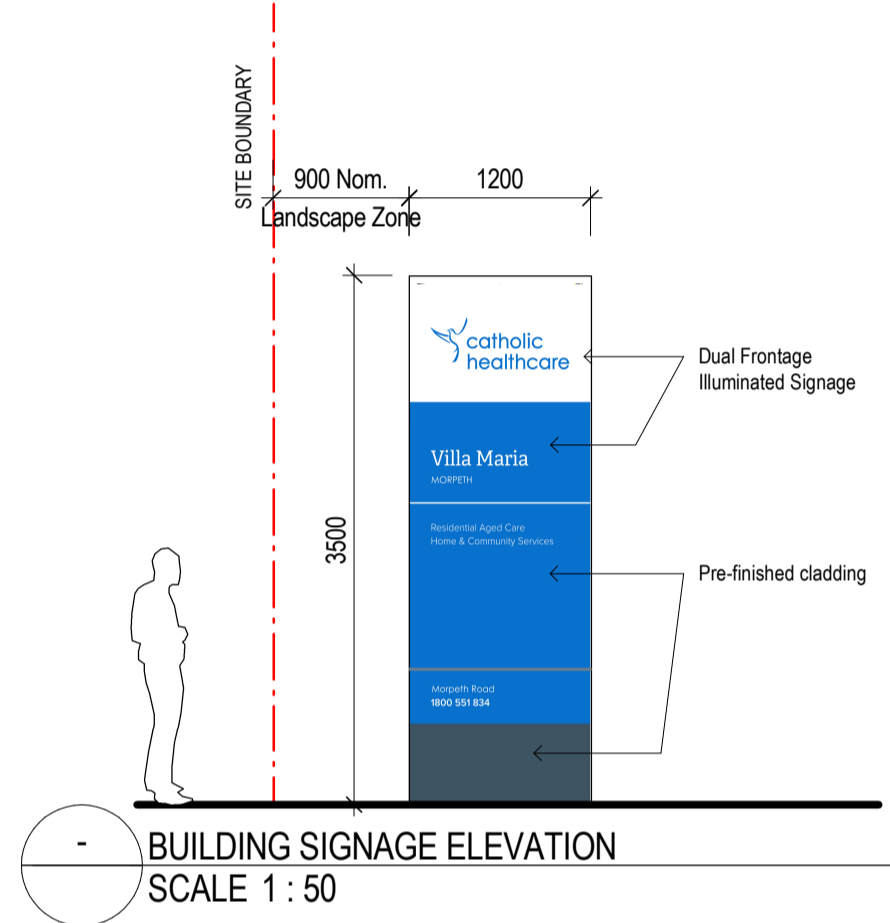 SITE BOUNDARY
900 Nom.
1200
Landscape Zone
3500
catholic
healthcare
Dual Frontage
Illuminated Signage
Villa Maria
MORPETH
Residential Aged Care
Home & Community Services
Pre-finished cladding
Morpeth Road
1800 551 834
-
BUILDING SIGNAGE ELEVATION
SCALE 1 : 50